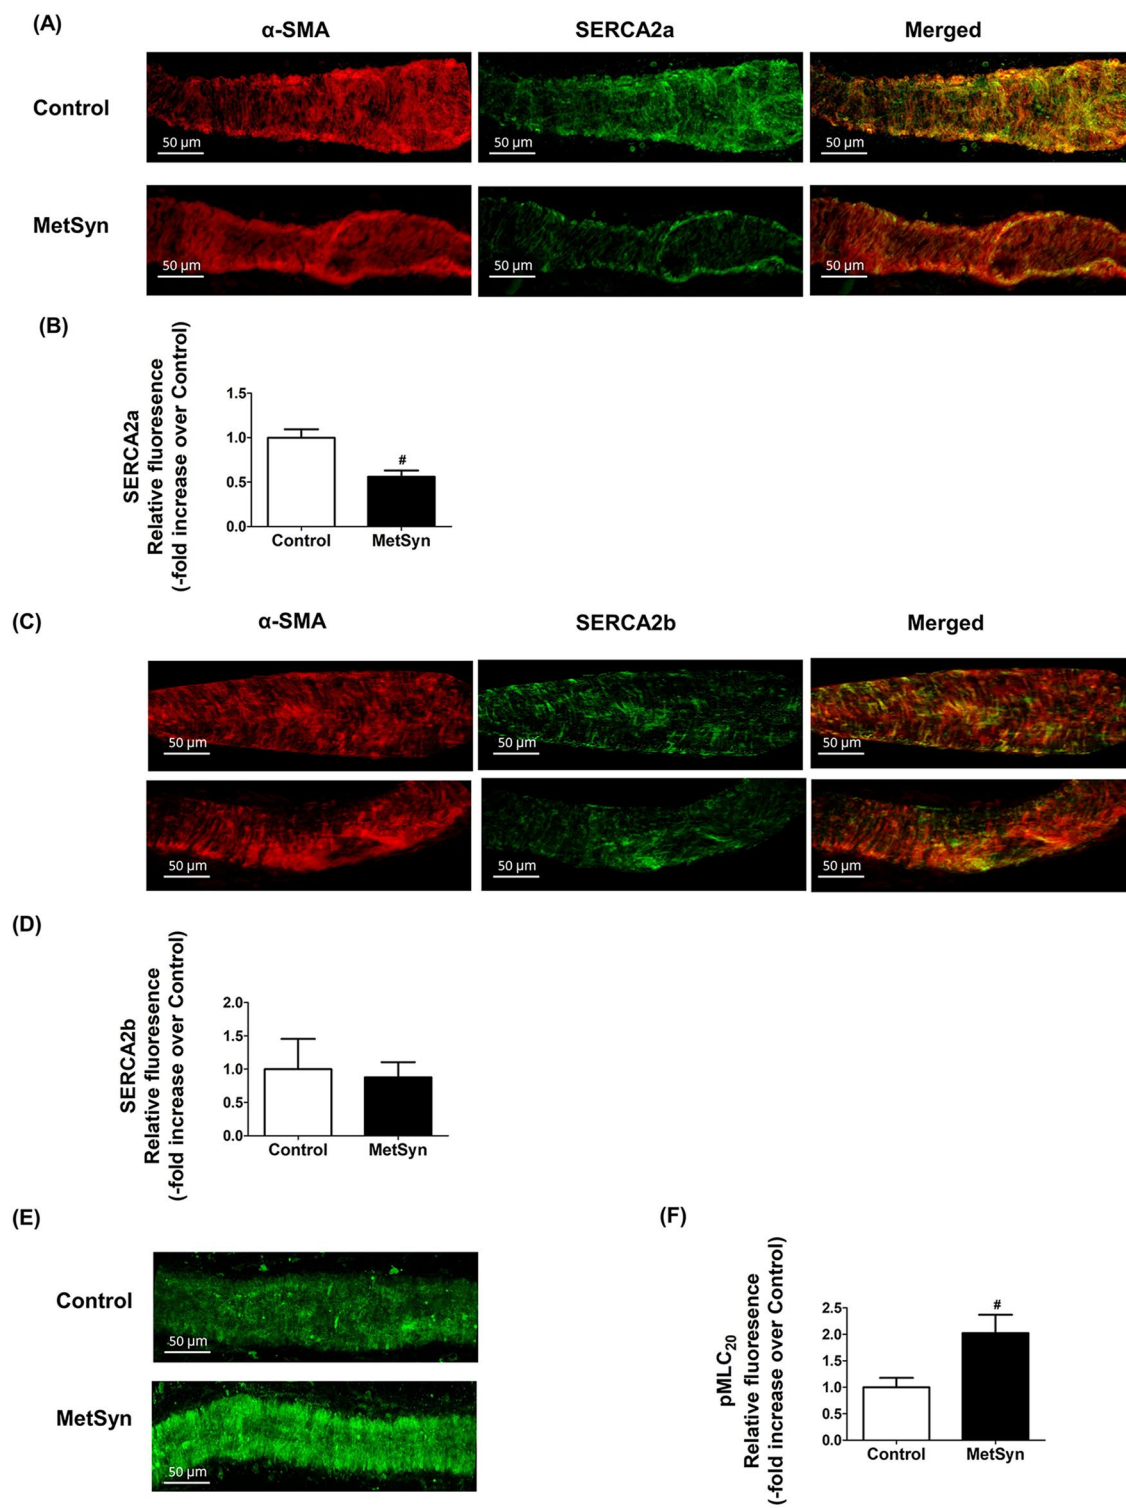 (A)
α-SMA SERCA2a Merged
Control
50 µm 50 µm 50 µm
MetSyn
50 µm 50 µm 50 µm
(B)
SERCA2a
Relative fluoresence
(-fold increase over Control)
1.5
1.0
0.5
0.0
#
Control MetSyn
(C)
α-SMA SERCA2b Merged
50 µm 50 µm 50 µm
50 µm 50 µm 50 µm
(D)
SERCA2b
Relative fluoresence
(-fold increase over Control)
2.0
1.5
1.0
0.5
0.0
Control MetSyn
(E)
Control
50 µm
MetSyn
50 µm
(F)
pMLC20
Relative fluoresence
(-fold increase over Control)
2.5
2.0
1.5
1.0
0.5
0.0
#
Control MetSyn